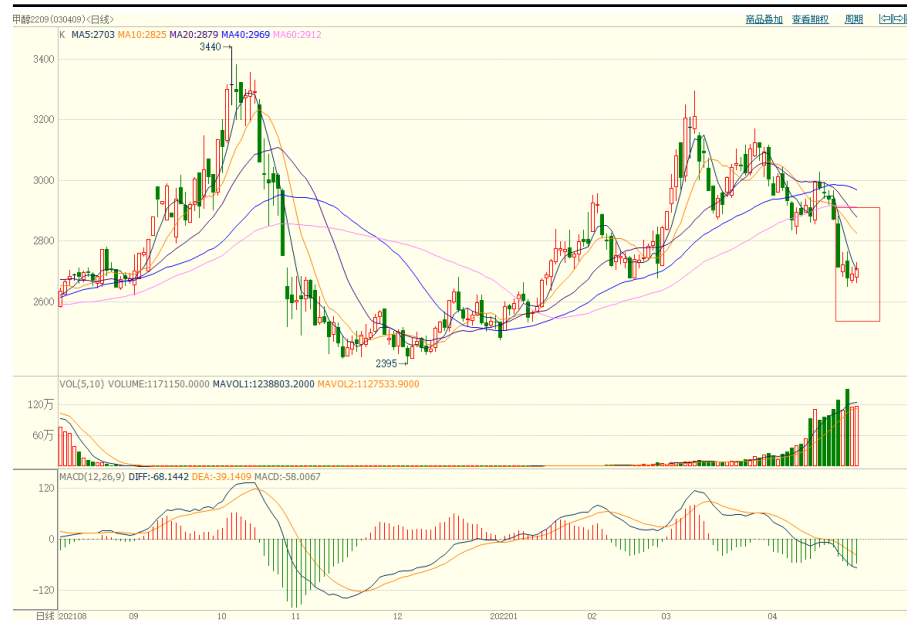 甲醇2209(030409)<日线>
商品叠加 查看期权 周期
K MA5:2703 MA10:2825 MA20:2879 MA40:2969 MA60:2912
3440→
3400
3200
3000
2800
2600
2395→
VOL(5,10) VOLUME:1171150.0000 MAVOL1:1238803.2000 MAVOL2:1127533.9000
120万
60万
MACD(12,26,9) DIFF:-68.1442 DEA:-39.1409 MACD:-58.0067
120
0
-120
日线 202108 09 10 11 12 202201 02 03 04